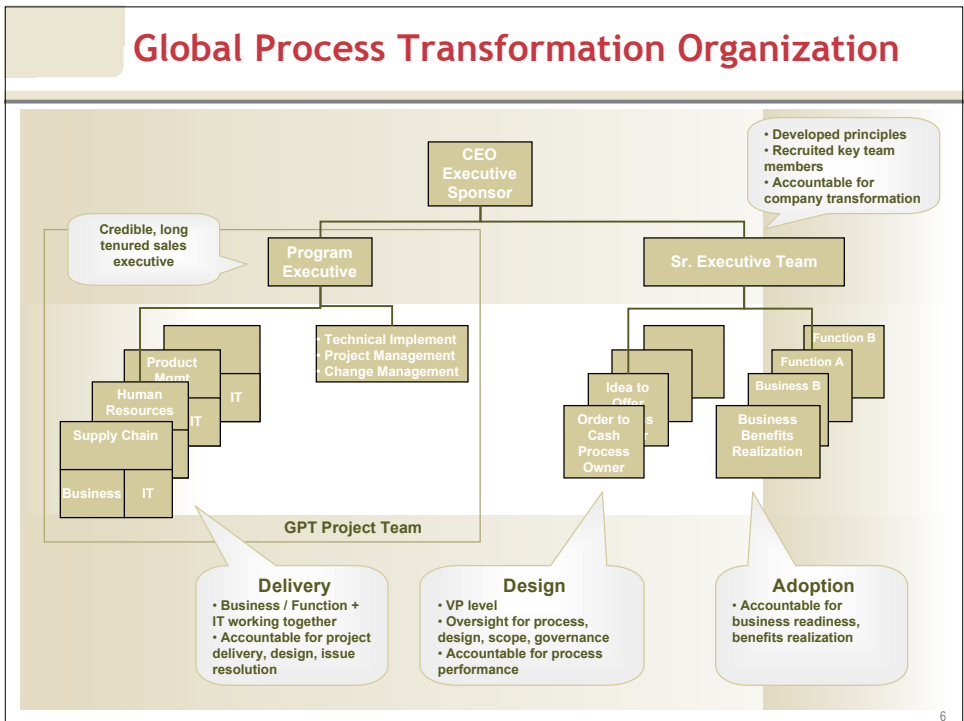 Global Process Transformation Organization
CEO
Executive
Sponsor
• Developed principles
• Recruited key team
members
• Accountable for
company transformation
Credible, long
tenured sales
executive
Program
Executive
Sr. Executive Team
• Technical Implement
• Project Management
• Change Management
Product
Mgmt
IT
Human
Resources
IT
Supply Chain
Business
IT
GPT Project Team
Idea to
Offer
Order to
Cash
Process
Owner
Function B
Function A
Business B
Business
Benefits
Realization
Delivery
• Business / Function +
IT working together
• Accountable for project
delivery, design, issue
resolution
Design
• VP level
• Oversight for process,
design, scope, governance
• Accountable for process
performance
Adoption
• Accountable for
business readiness,
benefits realization
6